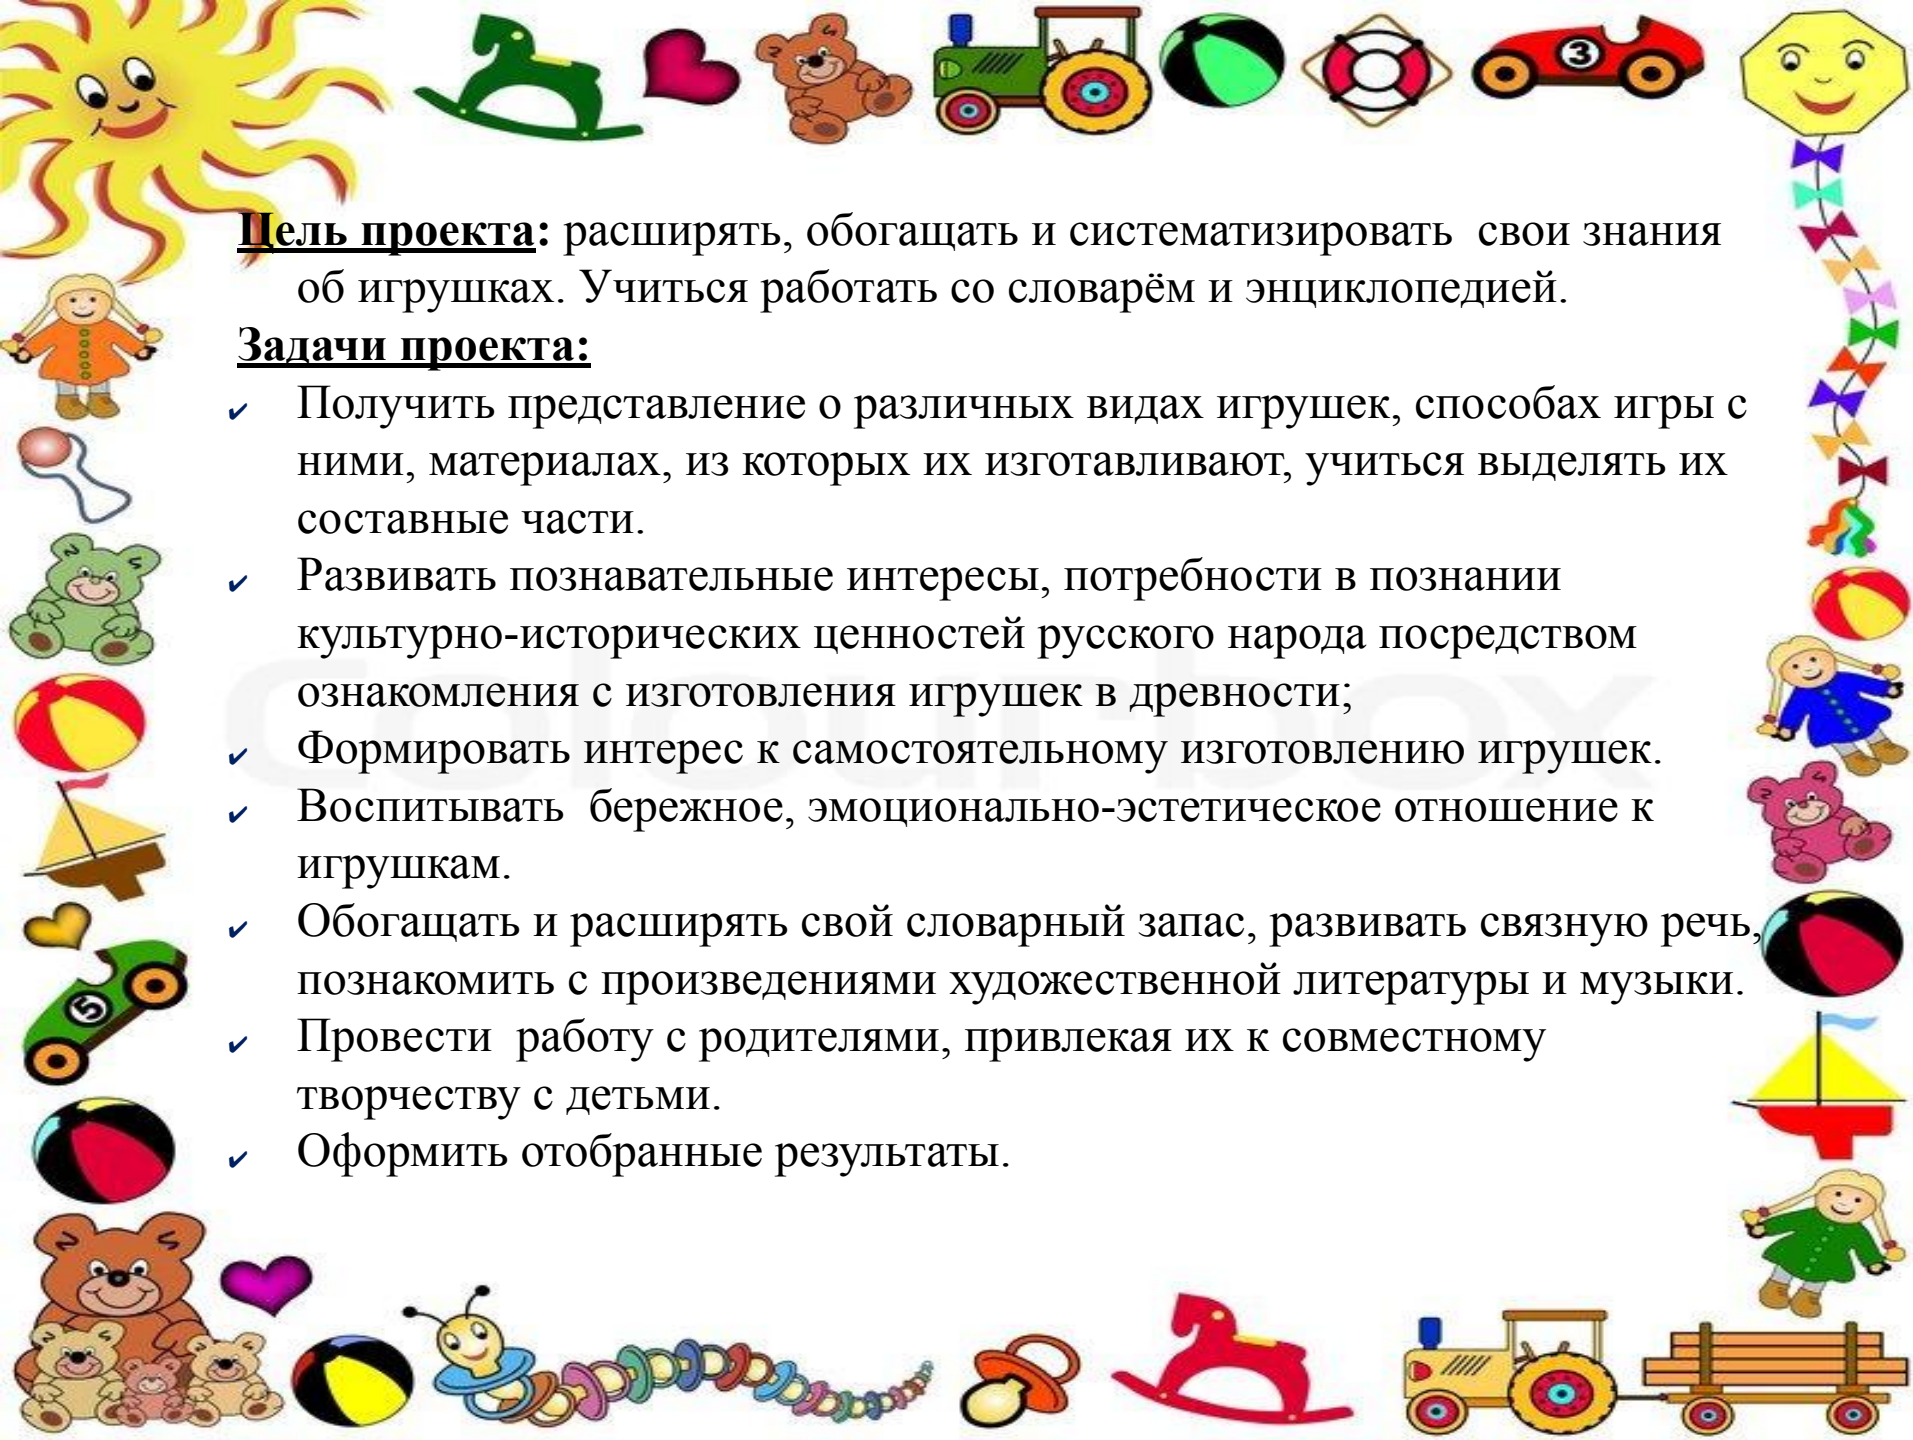 Цель проекта: расширять, обогащать и систематизировать  свои знания
об игрушках. Учиться работать со словарём и энциклопедией.
Задачи проекта:
✔ Получить представление о различных видах игрушек, способах игры с
ними, материалах, из которых их изготавливают, учиться выделять их
составные части.
✔ Развивать познавательные интересы, потребности в познании
культурно-исторических ценностей русского народа посредством
ознакомления с изготовления игрушек в древности;
✔ Формировать интерес к самостоятельному изготовлению игрушек.
✔ Воспитывать  бережное, эмоционально-эстетическое отношение к
игрушкам.
✔ Обогащать и расширять свой словарный запас, развивать связную речь,
познакомить с произведениями художественной литературы и музыки.
✔ Провести  работу с родителями, привлекая их к совместному
творчеству с детьми.
✔ Оформить отобранные результаты.
3
5
colourbox